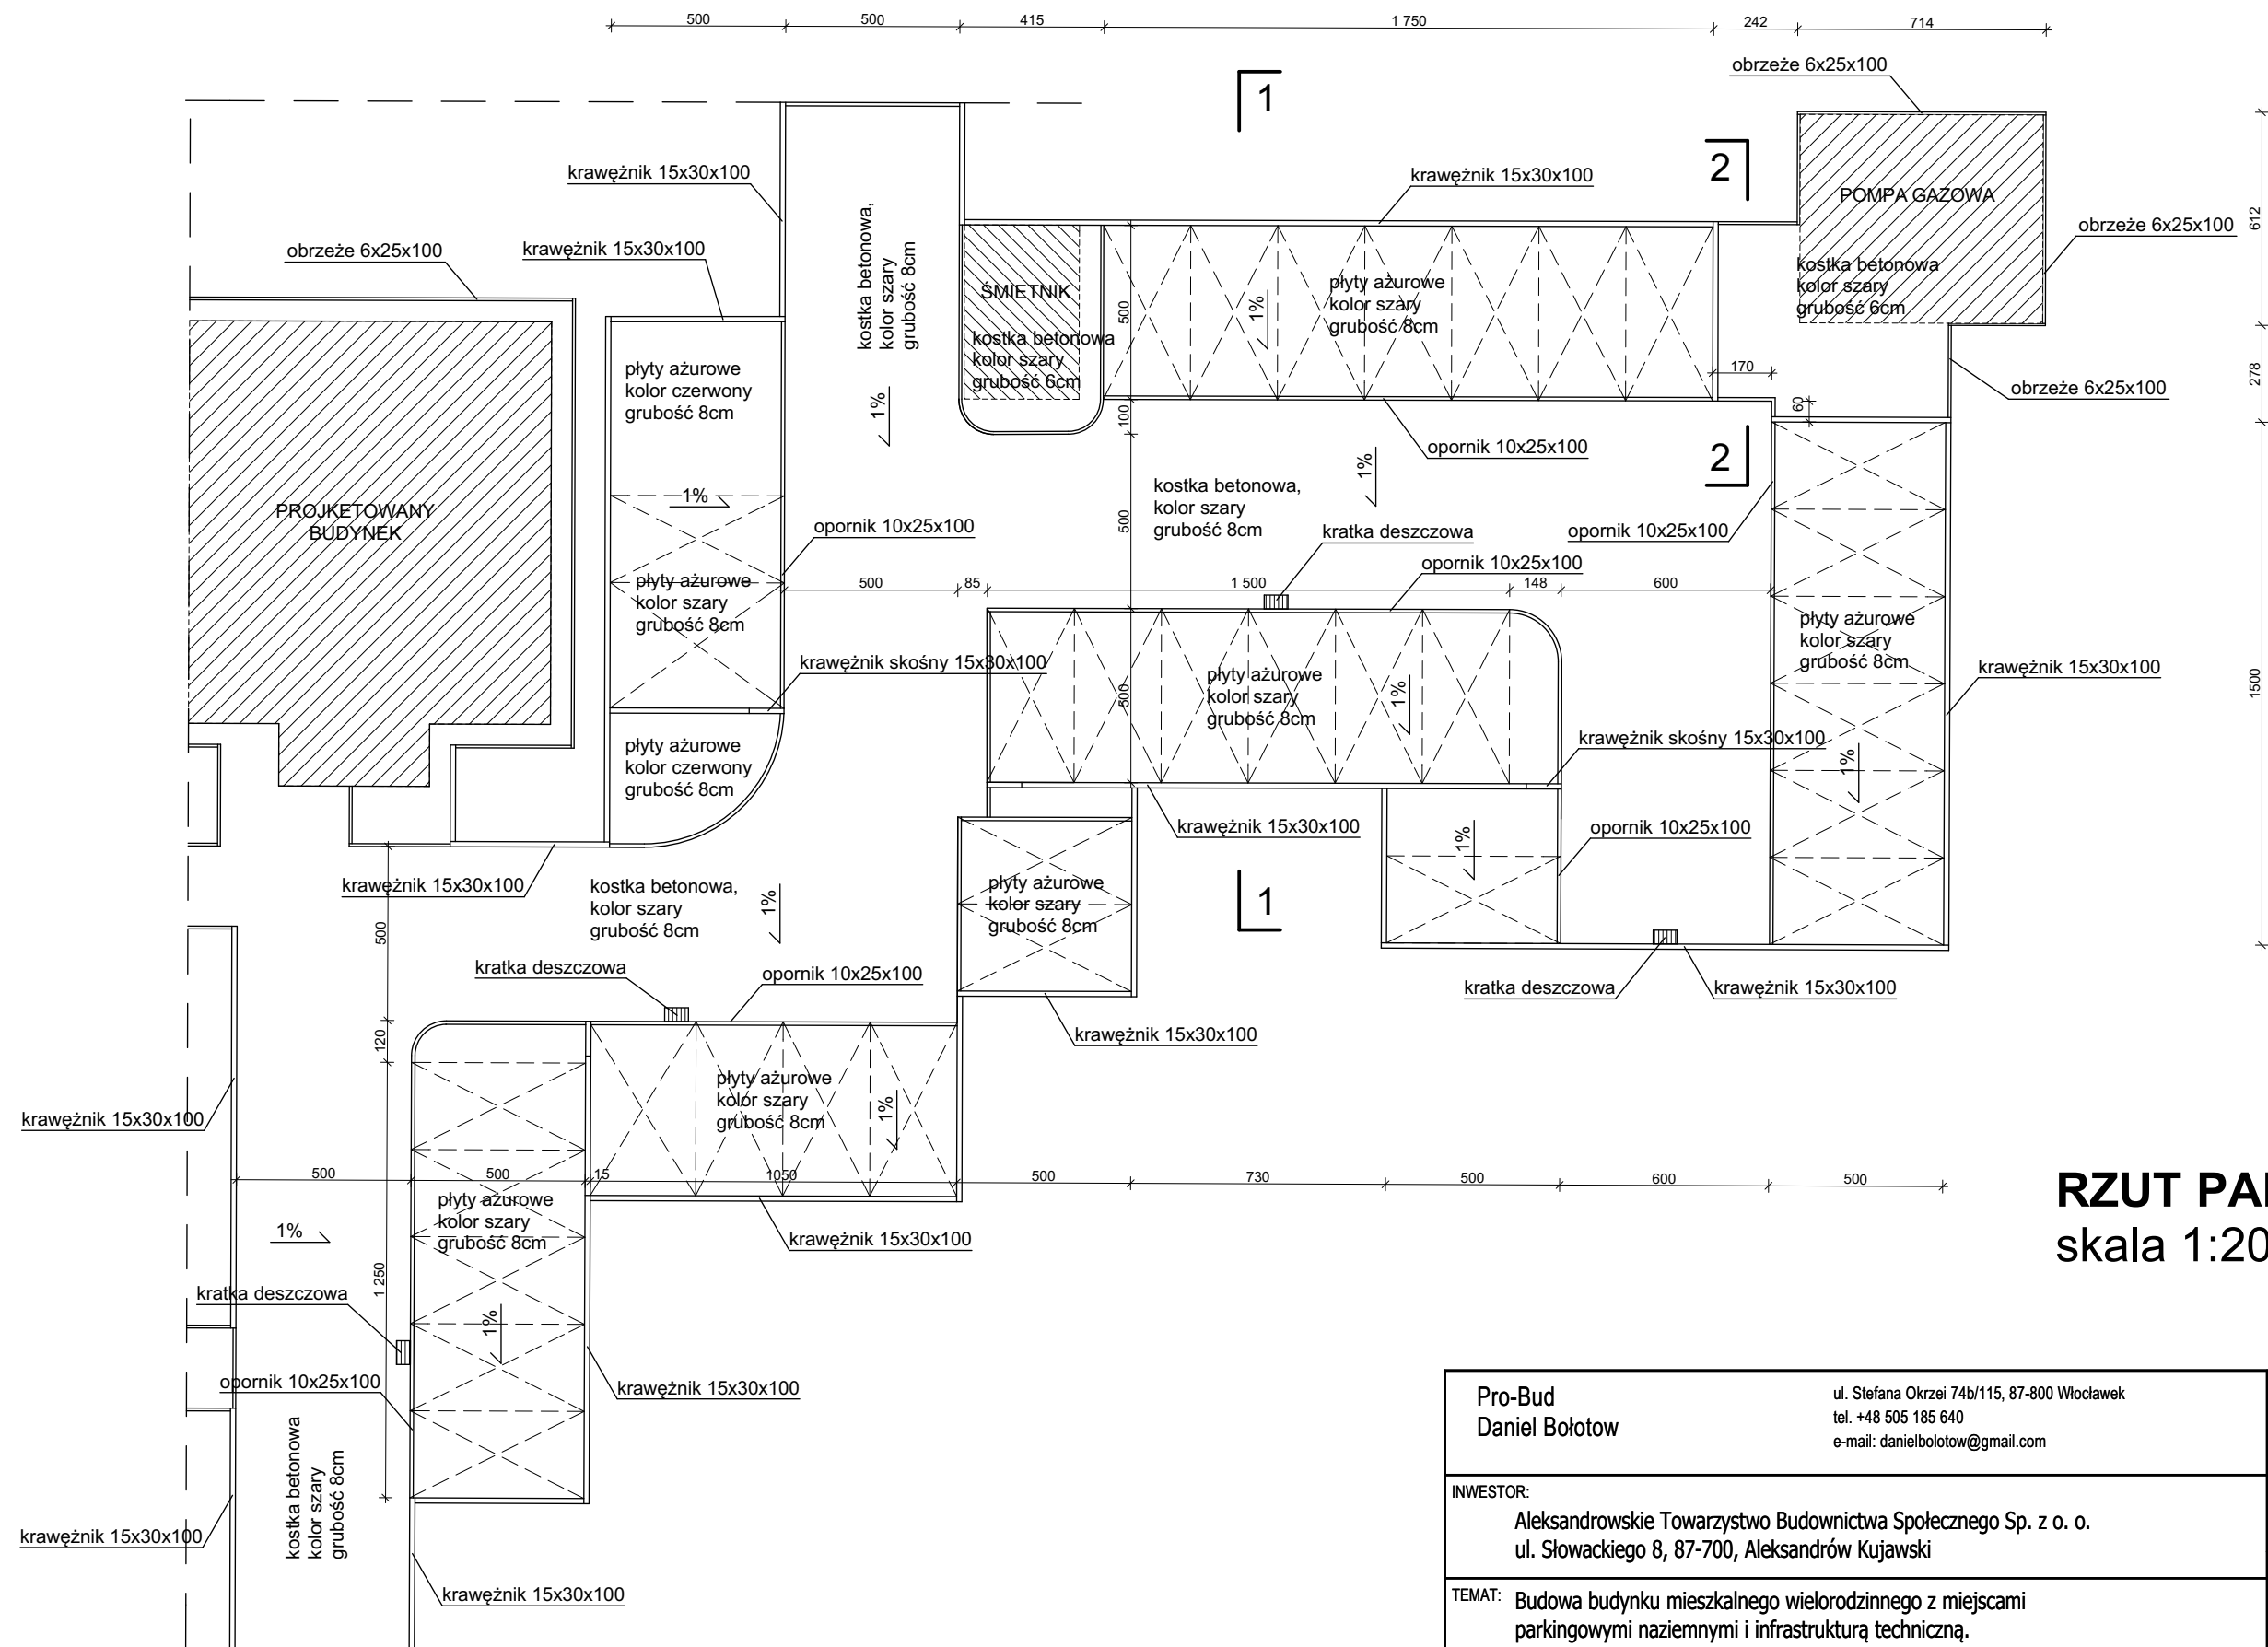 500 500 415 1 750 242 714
obrzeże 6x25x100
1
2
krawężnik 15x30x100
krawężnik 15x30x100
POMPA GAZOWA
612
obrzeże 6x25x100
obrzeże 6x25x100
krawężnik 15x30x100
kostka betonowa,
kolor szary
grubość 8cm
ŚMIETNIK
kostka betonowa
kolor szary
grubość 6cm
500
1%
płyty ażurowe
kolor szary
grubość 8cm
kostka betonowa
kolor szary
grubość 6cm
170
60
278
obrzeże 6x25x100
płyty ażurowe
kolor czerwony
grubość 8cm
1%
100
opornik 10x25x100
1%
2
PROJKETOWANY
BUDYNEK
1%
opornik 10x25x100
kostka betonowa,
kolor szary
grubość 8cm
500
kratka deszczowa
opornik 10x25x100
opornik 10x25x100
500 85 1 500 148 600
płyty ażurowe
kolor szary
grubość 8cm
krawężnik skośny 15x30x100
500
płyty ażurowe
kolor szary
grubość 8cm
1%
płyty ażurowe
kolor szary
grubość 8cm
krawężnik 15x30x100
1500
płyty ażurowe
kolor czerwony
grubość 8cm
krawężnik skośny 15x30x100
1%
krawężnik 15x30x100
1%
opornik 10x25x100
krawężnik 15x30x100
kostka betonowa,
kolor szary
grubość 8cm
1%
płyty ażurowe
kolor szary
grubość 8cm
1
500
kratka deszczowa
opornik 10x25x100
kratka deszczowa
krawężnik 15x30x100
120
krawężnik 15x30x100
krawężnik 15x30x100
płyty ażurowe
kolor szary
grubość 8cm
1%
500 500 15 1050 500 730 500 600 500
płyty ażurowe
kolor szary
grubość 8cm
1%
krawężnik 15x30x100
RZUT PA
skala 1:20
1 250
kratka deszczowa
1%
opornik 10x25x100
krawężnik 15x30x100
kostka betonowa
kolor szary
grubość 8cm
krawężnik 15x30x100
krawężnik 15x30x100
Pro-Bud
Daniel Bołotow
ul. Stefana Okrzei 74b/115, 87-800 Włocławek
tel. +48 505 185 640
e-mail: danielbolotow@gmail.com
INWESTOR:
Aleksandrowskie Towarzystwo Budownictwa Społecznego Sp. z o. o.
ul. Słowackiego 8, 87-700, Aleksandrów Kujawski
TEMAT: Budowa budynku mieszkalnego wielorodzinnego z miejscami
parkingowymi naziemnymi i infrastrukturą techniczną.